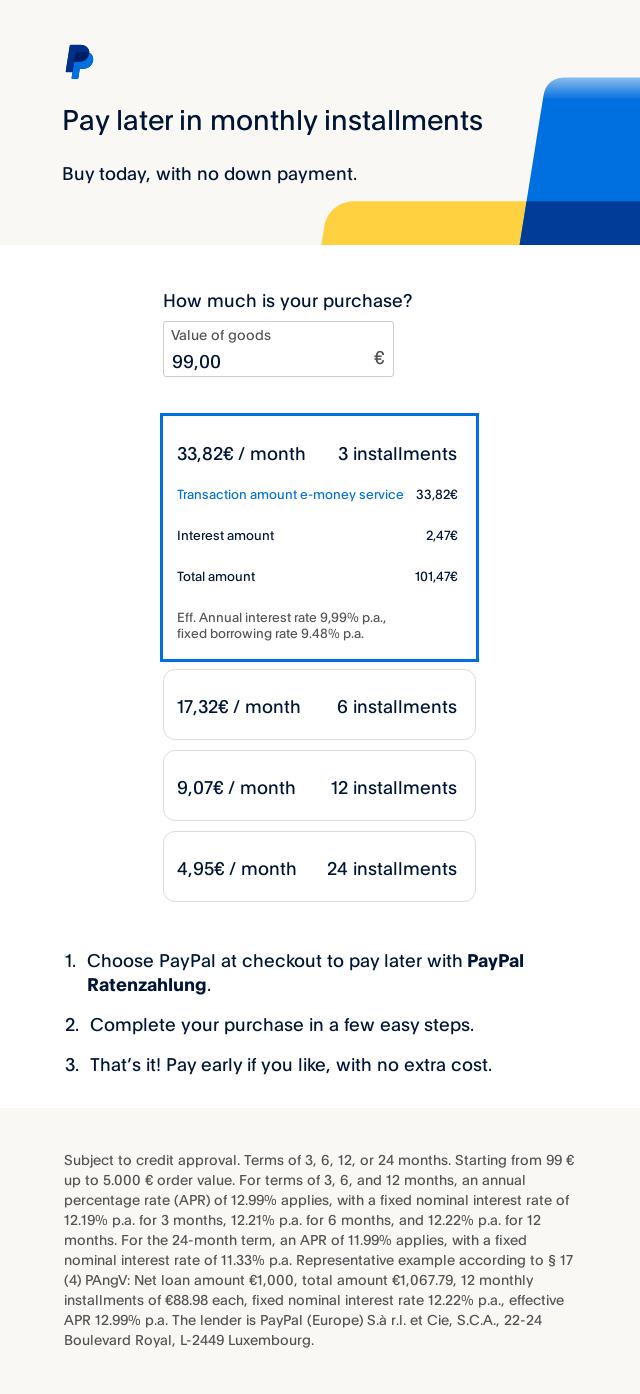 Pay later in monthly installments
Buy today, with no down payment.
How much is your purchase?
Value of goods
99,00 €
33,82€ / month 3 installments
Transaction amount e-money service 33,82€
Interest amount 2,47€
Total amount 101,47€
Eff. Annual interest rate 9,99% p.a.,
fixed borrowing rate 9.48% p.a.
17,32€ / month 6 installments
9,07€ / month 12 installments
4,95€ / month 24 installments
1. Choose PayPal at checkout to pay later with PayPal
Ratenzahlung.
2. Complete your purchase in a few easy steps.
3. That’s it! Pay early if you like, with no extra cost.
Subject to credit approval. Terms of 3, 6, 12, or 24 months. Starting from 99 €
up to 5.000 € order value. For terms of 3, 6, and 12 months, an annual
percentage rate (APR) of 12.99% applies, with a fixed nominal interest rate of
12.19% p.a. for 3 months, 12.21% p.a. for 6 months, and 12.22% p.a. for 12
months. For the 24-month term, an APR of 11.99% applies, with a fixed
nominal interest rate of 11.33% p.a. Representative example according to § 17
(4) PAngV: Net loan amount €1,000, total amount €1,067.79, 12 monthly
installments of €88.98 each, fixed nominal interest rate 12.22% p.a., effective
APR 12.99% p.a. The lender is PayPal (Europe) S.à r.l. et Cie, S.C.A., 22-24
Boulevard Royal, L-2449 Luxembourg.